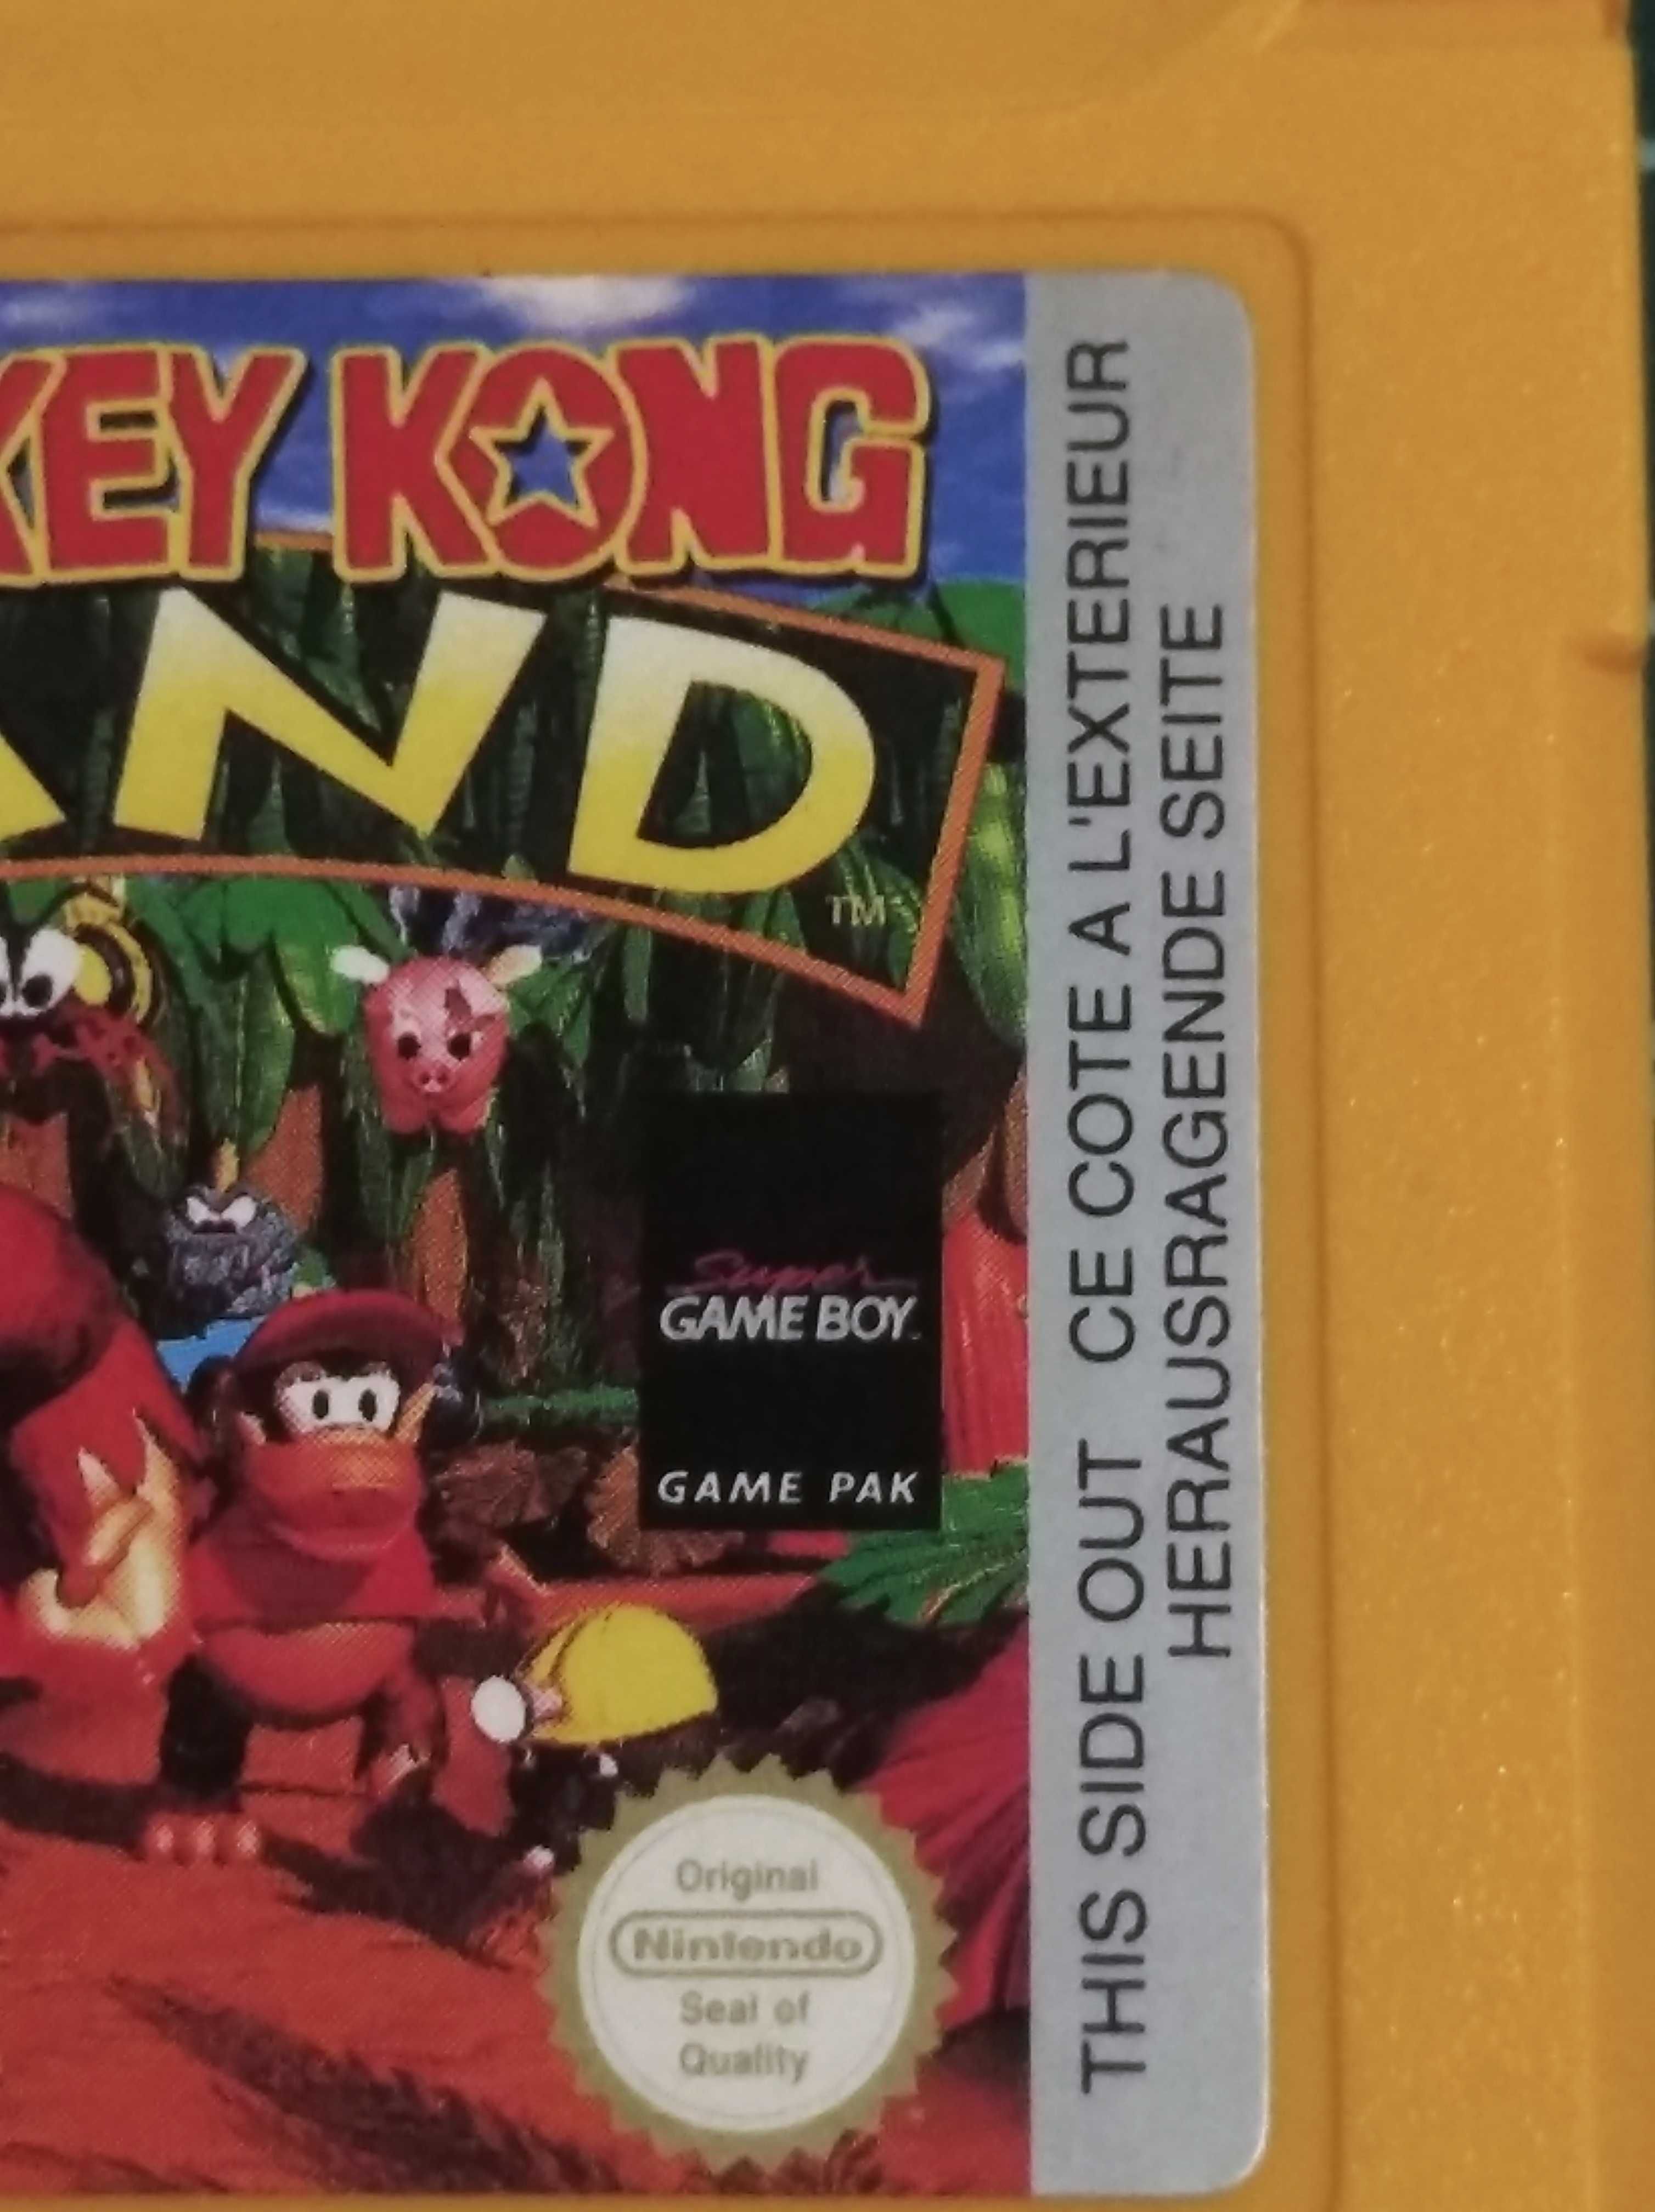 KEY KONG
AND
TM
Super
GAME BOY
GAME PAK
Original
Nintendo
Seal of
Quality
THIS SIDE OUT CE COTE A L'EXTERIEUR
HERAUSRAGENDE SEITE